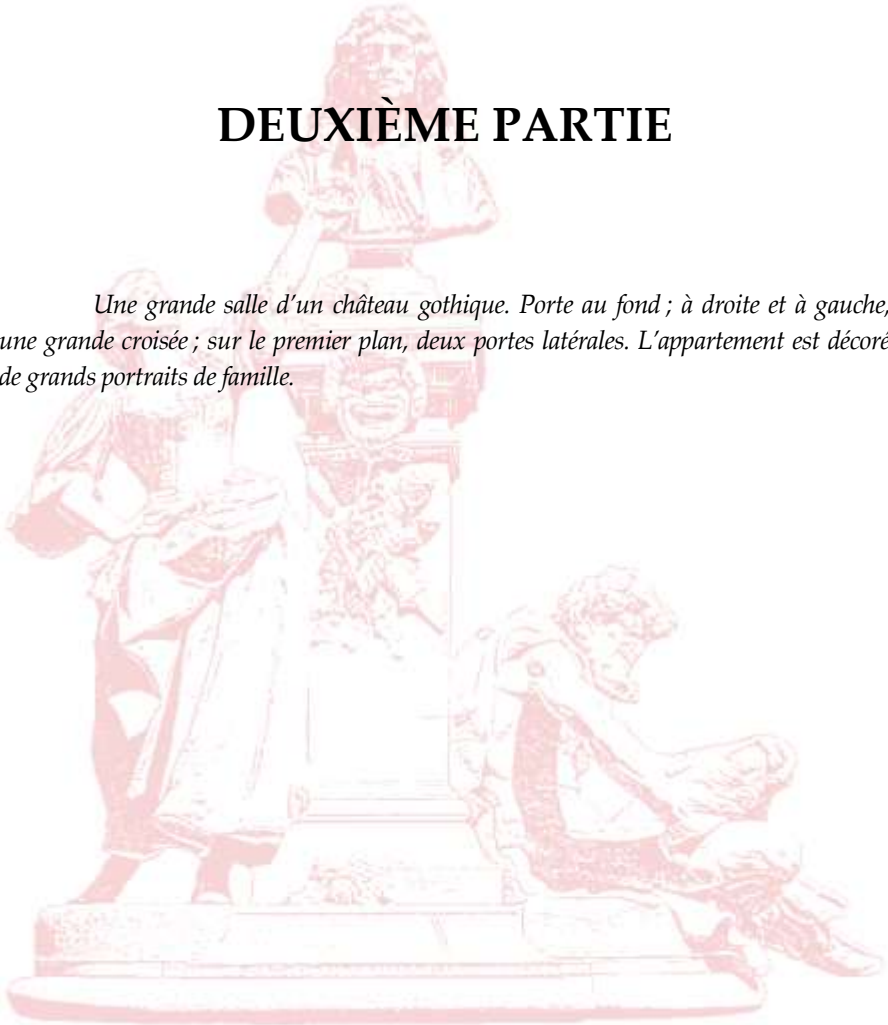 DEUXIÈME PARTIE
Une grande salle d’un château gothique. Porte au fond ; à droite et à gauche,
une grande croisée ; sur le premier plan, deux portes latérales. L’appartement est décoré
de grands portraits de famille.